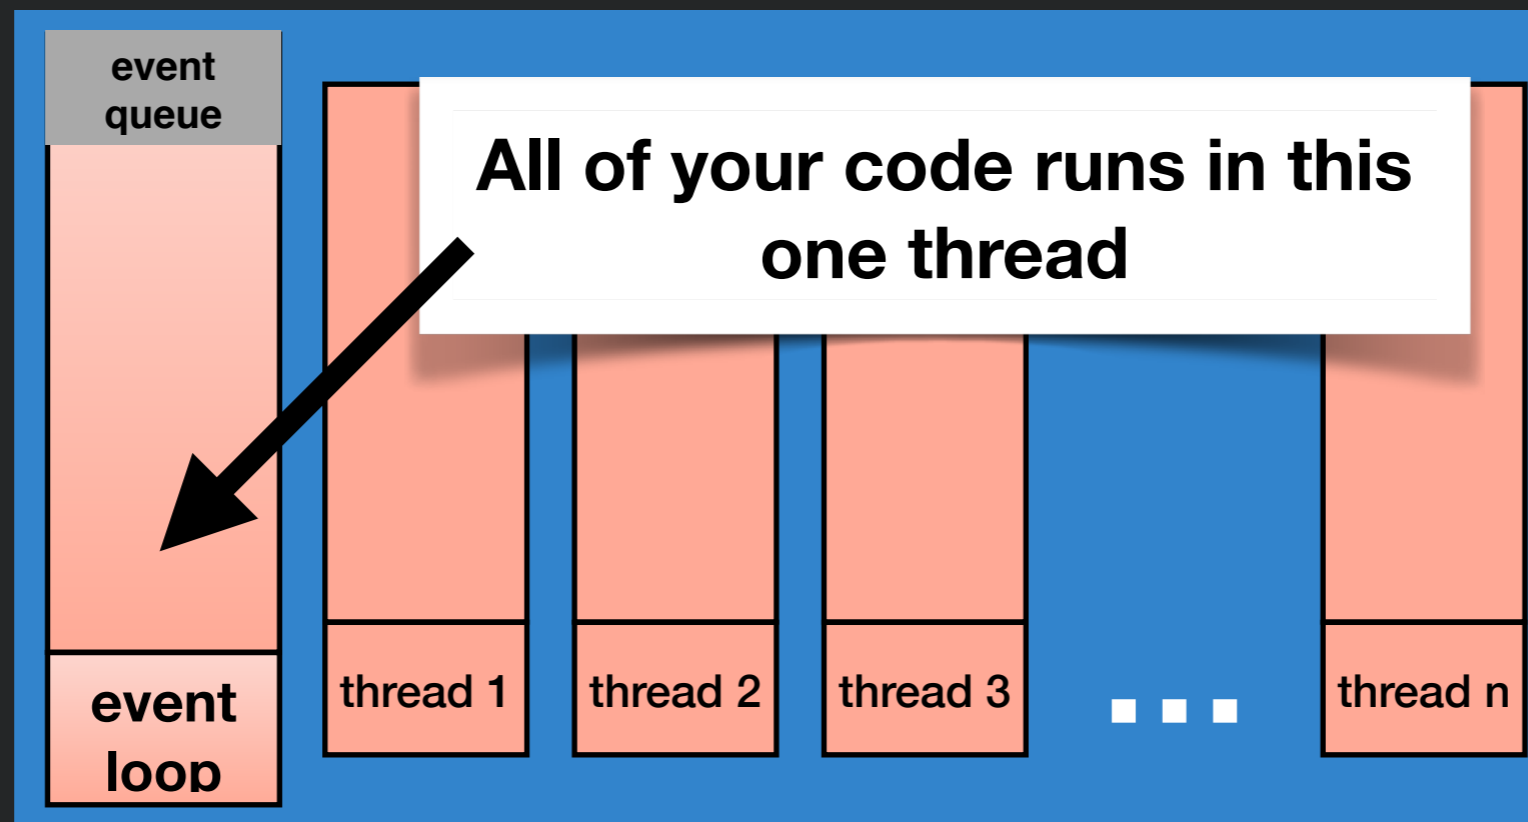 event
queue
All of your code runs in this
one thread
event
loop
thread 1
thread 2
thread 3
thread n